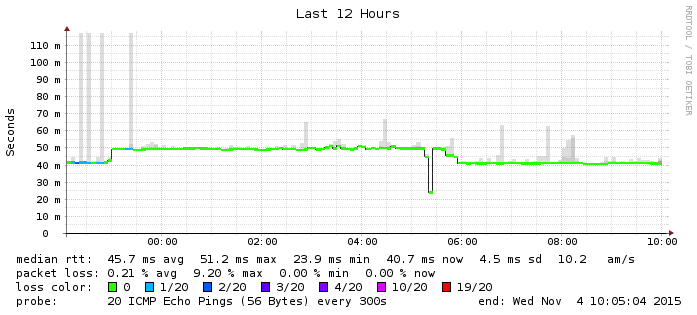 Last 12 Hours
RRDTOOL / TOBI OETIKER
Seconds
110 m
100 m
90 m
80 m
70 m
60 m
50 m
40 m
30 m
20 m
10 m
0
00:00 02:00 04:00 06:00 08:00 10:00
median rtt: 45.7 ms avg 51.2 ms max 23.9 ms min 40.7 ms now 4.5 ms sd 10.2 am/s
packet loss: 0.21 % avg 9.20 % max 0.00 % min 0.00 % now
loss color: 0 1/20 2/20 3/20 4/20 10/20 19/20
probe: 20 ICMP Echo Pings (56 Bytes) every 300s end: Wed Nov 4 10:05:04 2015